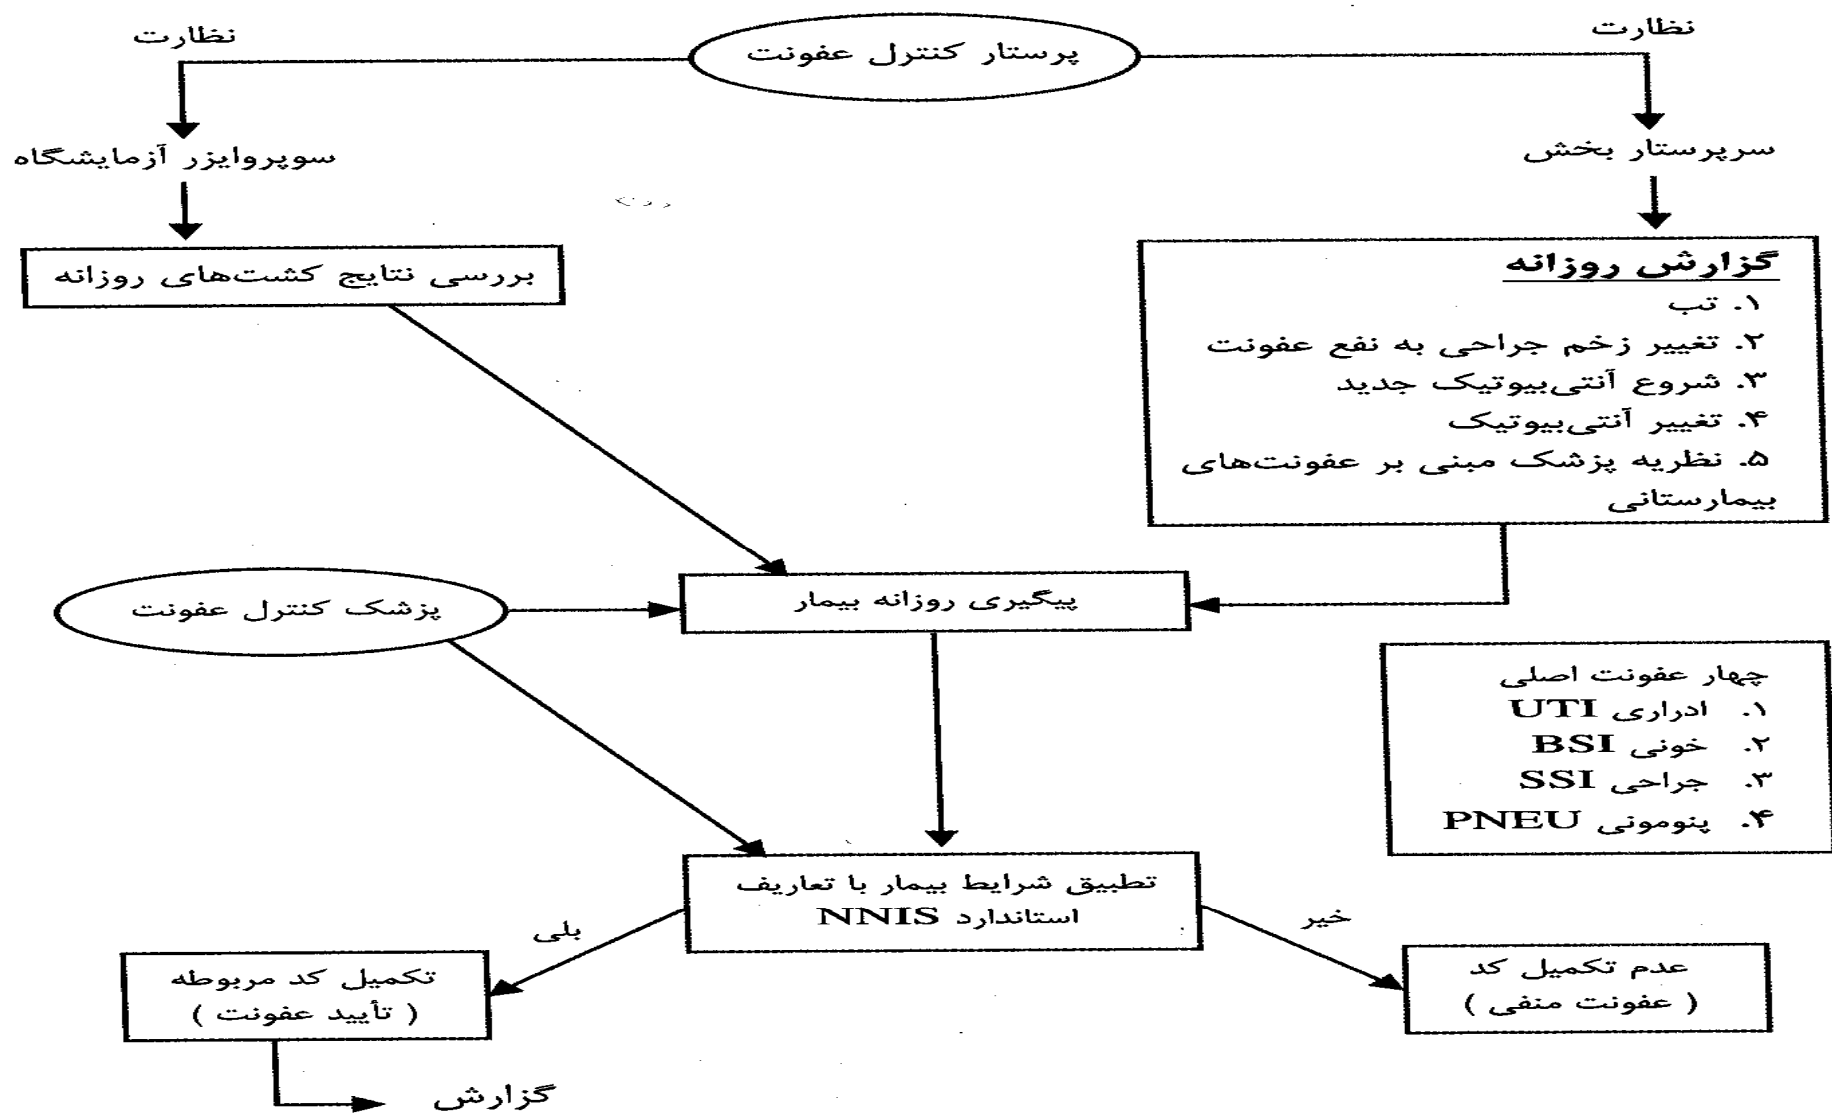 نظارت
پرستار کنترل عفونت
نظارت
سرپرستار بخش
سوپروایزر آزمایشگاه
گزارش روزانه
۱. تب
۲. تغییر زخم جراحی به نفع عفونت
۳. شروع آنتی‌بیوتیک جدید
۴. تغییر آنتی‌بیوتیک
۵. نظریه پزشک مبنی بر عفونت‌های
بیمارستانی
بررسی نتایج کشت‌های روزانه
پیگیری روزانه بیمار
پزشک کنترل عفونت
چهار عفونت اصلی
۱. ادراری UTI
۲. خونی BSI
۳. جراحی SSI
۴. پنومونی PNEU
تطبیق شرایط بیمار با تعاریف
استاندارد NNIS
خیر
بلی
عدم تکمیل کد
( عفونت منفی )
تکمیل کد مربوطه
( تأیید عفونت )
گزارش